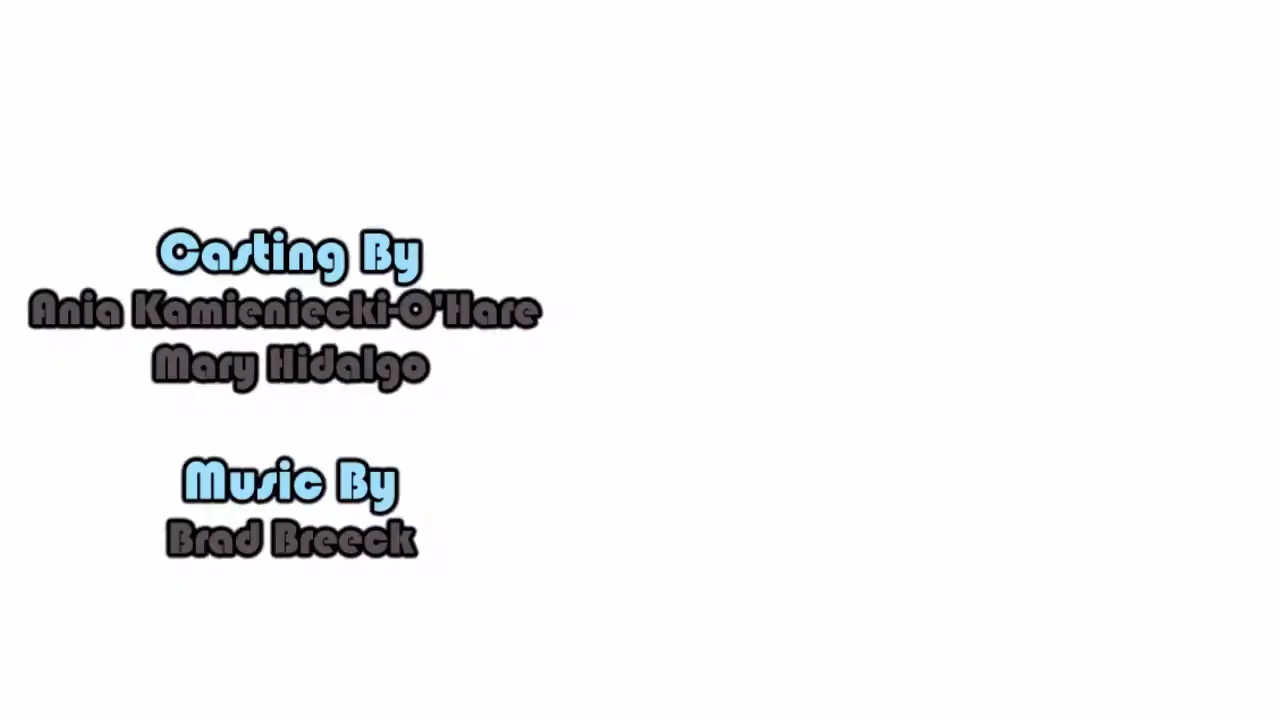 Casting By
Ania Kamieniecki-O'Hare
Mary Hidalgo
Music By
Brad Breeck